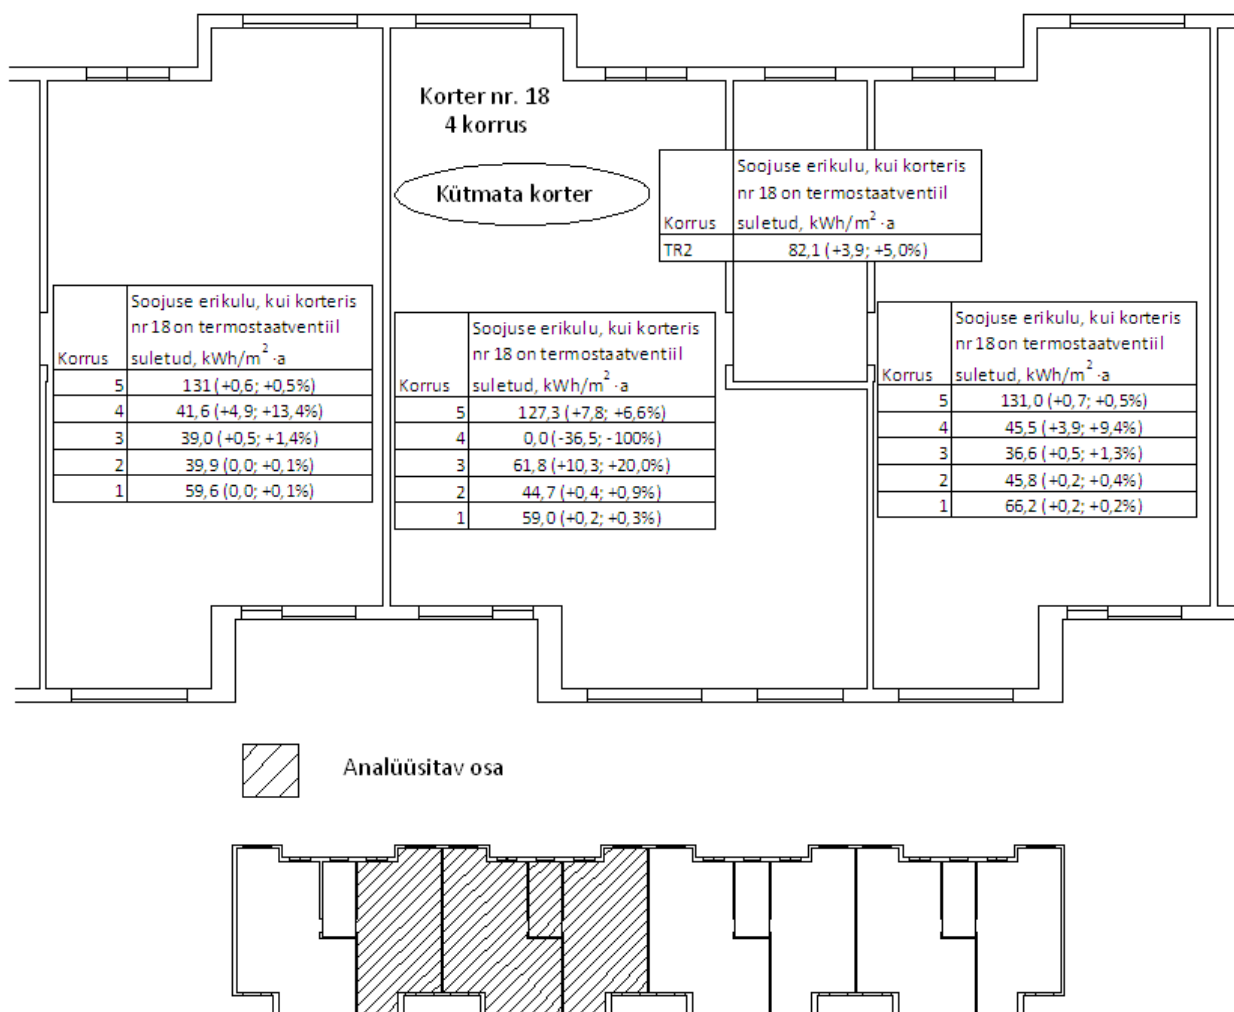 Korter nr. 18
4 korrus
Kütmata korter
Soojuse erikulu, kui korteris
nr 18 on termostaatventiil
Korrus suletud, kWh/m² ·a
TR2 82,1 (+3,9; +5,0%)
Soojuse erikulu, kui korteris
nr 18 on termostaatventiil
Korrus suletud, kWh/m² ·a
5 131 (+0,6; +0,5%)
4 41,6 (+4,9; +13,4%)
3 39,0 (+0,5; +1,4%)
2 39,9 (0,0; +0,1%)
1 59,6 (0,0; +0,1%)
Soojuse erikulu, kui korteris
nr 18 on termostaatventiil
Korrus suletud, kWh/m² ·a
5 127,3 (+7,8; +6,6%)
4 0,0 (-36,5; -100%)
3 61,8 (+10,3; +20,0%)
2 44,7 (+0,4; +0,9%)
1 59,0 (+0,2; +0,3%)
Soojuse erikulu, kui korteris
nr 18 on termostaatventiil
Korrus suletud, kWh/m² ·a
5 131,0 (+0,7; +0,5%)
4 45,5 (+3,9; +9,4%)
3 36,6 (+0,5; +1,3%)
2 45,8 (+0,2; +0,4%)
1 66,2 (+0,2; +0,2%)
Analüüsitav osa